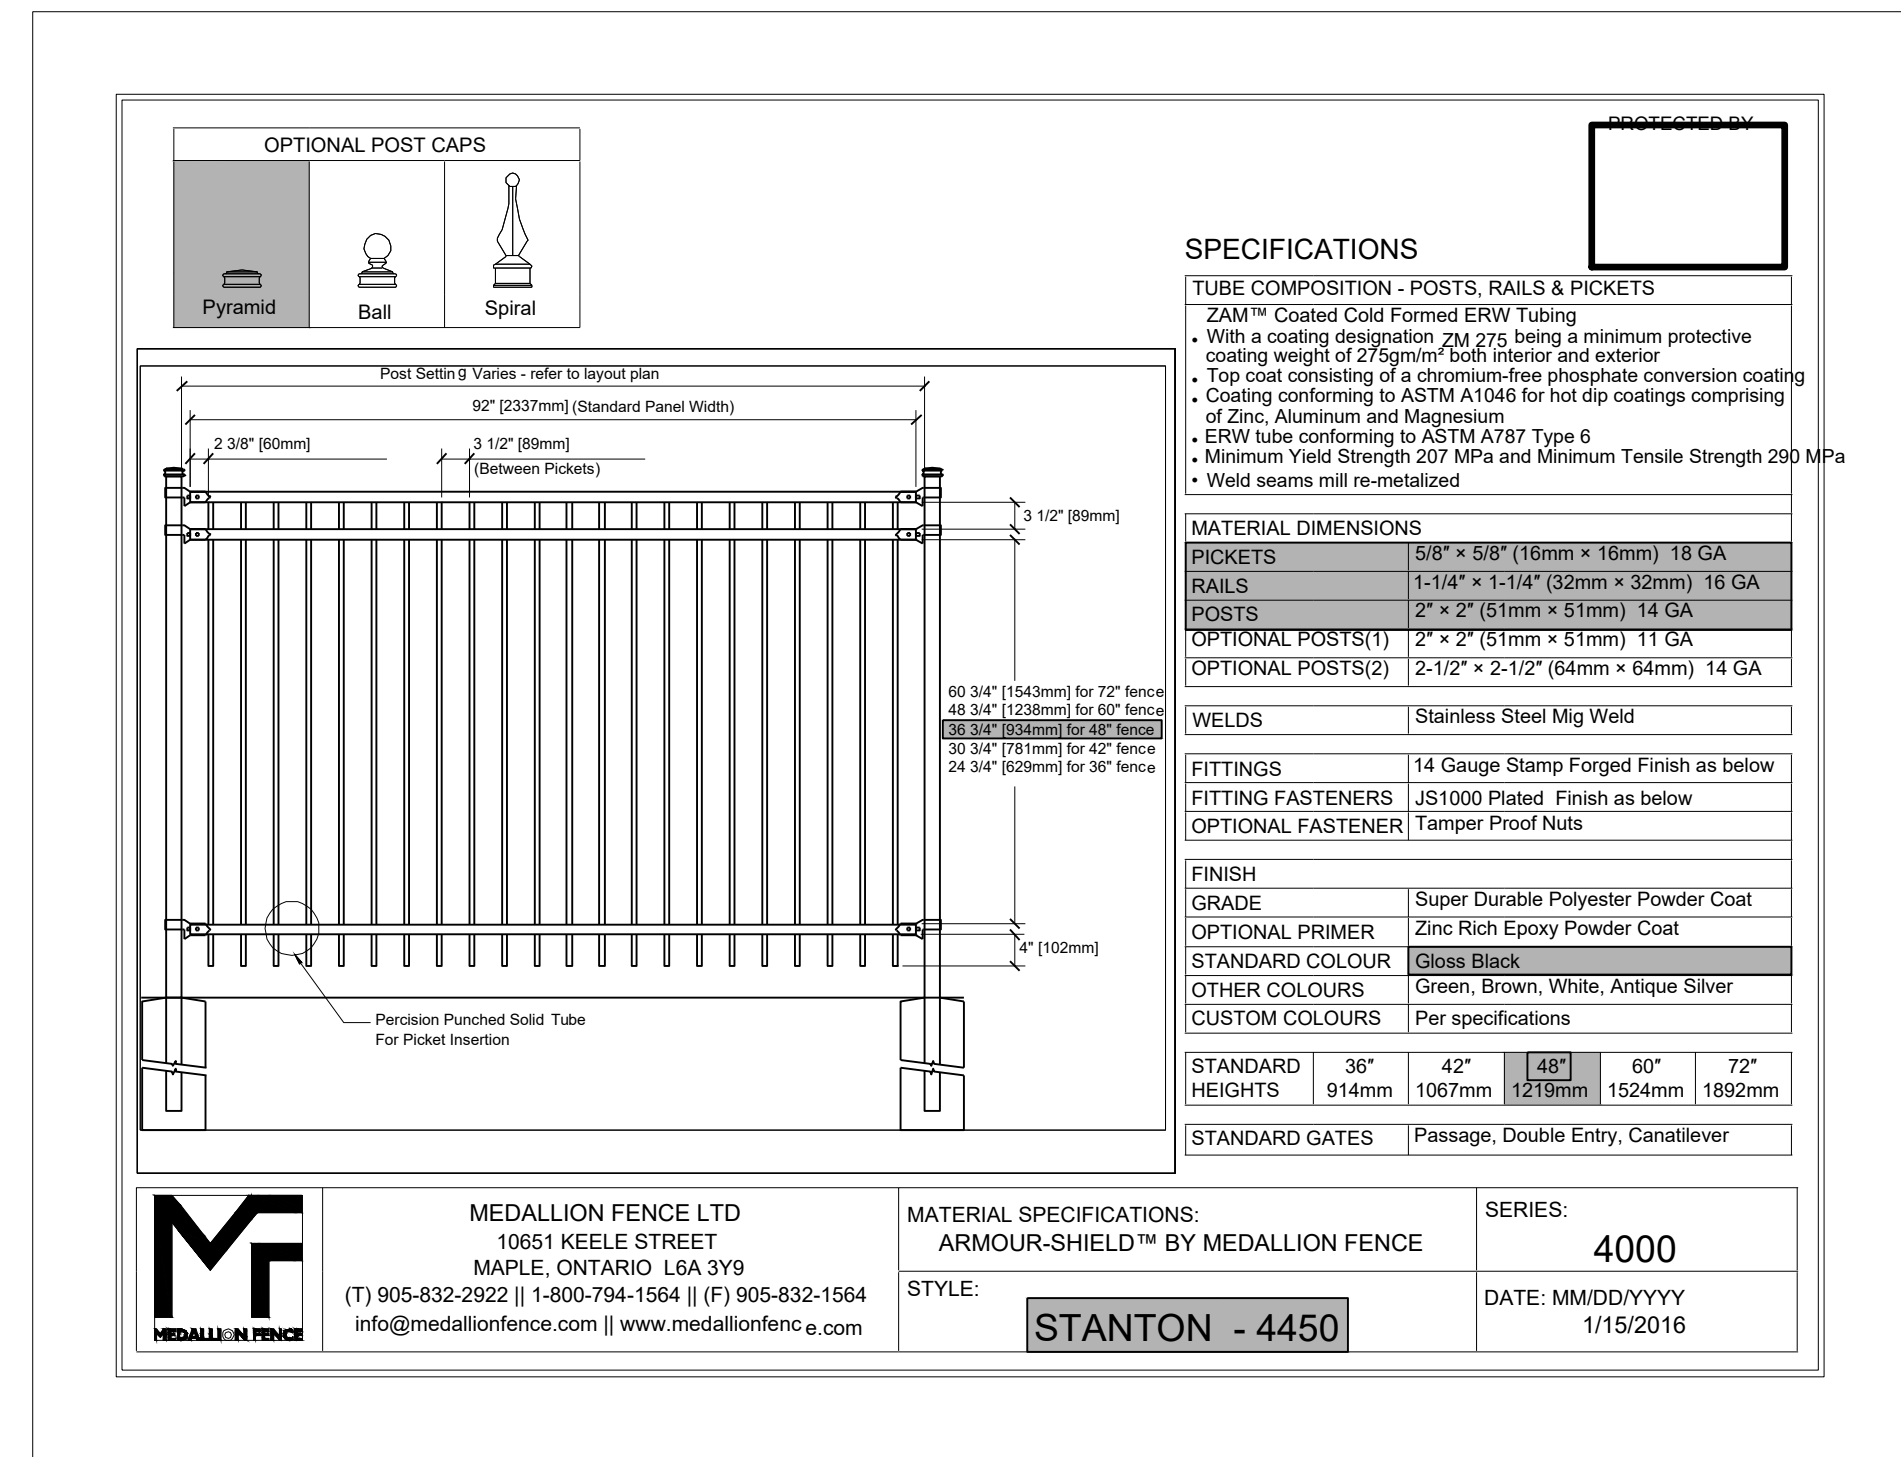 OPTIONAL POST CAPS
Pyramid
Ball
Spiral
PROTECTED BY
Post Setting Varies - refer to layout plan
92" [2337mm] (Standard Panel Width)
2 3/8" [60mm]
3 1/2" [89mm]
(Between Pickets)
3 1/2" [89mm]
60 3/4" [1543mm] for 72" fence
48 3/4" [1238mm] for 60" fence
36 3/4" [934mm] for 48" fence
30 3/4" [781mm] for 42" fence
24 3/4" [629mm] for 36" fence
4" [102mm]
Percision Punched Solid Tube
For Picket Insertion
SPECIFICATIONS
TUBE COMPOSITION - POSTS, RAILS & PICKETS
ZAM™ Coated Cold Formed ERW Tubing
• With a coating designation ZM 275 being a minimum protective
coating weight of 275gm/m² both interior and exterior
• Top coat consisting of a chromium-free phosphate conversion coating
• Coating conforming to ASTM A1046 for hot dip coatings comprising
of Zinc, Aluminum and Magnesium
• ERW tube conforming to ASTM A787 Type 6
• Minimum Yield Strength 207 MPa and Minimum Tensile Strength 290 MPa
• Weld seams mill re-metalized
MATERIAL DIMENSIONS
PICKETS 5/8″ × 5/8″ (16mm × 16mm) 18 GA
RAILS 1-1/4″ × 1-1/4″ (32mm × 32mm) 16 GA
POSTS 2″ × 2″ (51mm × 51mm) 14 GA
OPTIONAL POSTS(1) 2″ × 2″ (51mm × 51mm) 11 GA
OPTIONAL POSTS(2) 2-1/2″ × 2-1/2″ (64mm × 64mm) 14 GA
WELDS Stainless Steel Mig Weld
FITTINGS 14 Gauge Stamp Forged Finish as below
FITTING FASTENERS JS1000 Plated Finish as below
OPTIONAL FASTENER Tamper Proof Nuts
FINISH
GRADE Super Durable Polyester Powder Coat
OPTIONAL PRIMER Zinc Rich Epoxy Powder Coat
STANDARD COLOUR Gloss Black
OTHER COLOURS Green, Brown, White, Antique Silver
CUSTOM COLOURS Per specifications
STANDARD 36″ 42″ 48″ 60″ 72″
HEIGHTS 914mm 1067mm 1219mm 1524mm 1892mm
STANDARD GATES Passage, Double Entry, Canatilever
MEDALLION FENCE
MEDALLION FENCE LTD
10651 KEELE STREET
MAPLE, ONTARIO L6A 3Y9
(T) 905-832-2922 || 1-800-794-1564 || (F) 905-832-1564
info@medallionfence.com || www.medallionfence.com
MATERIAL SPECIFICATIONS:
ARMOUR-SHIELD™ BY MEDALLION FENCE
STYLE:
STANTON - 4450
SERIES:
4000
DATE: MM/DD/YYYY
1/15/2016